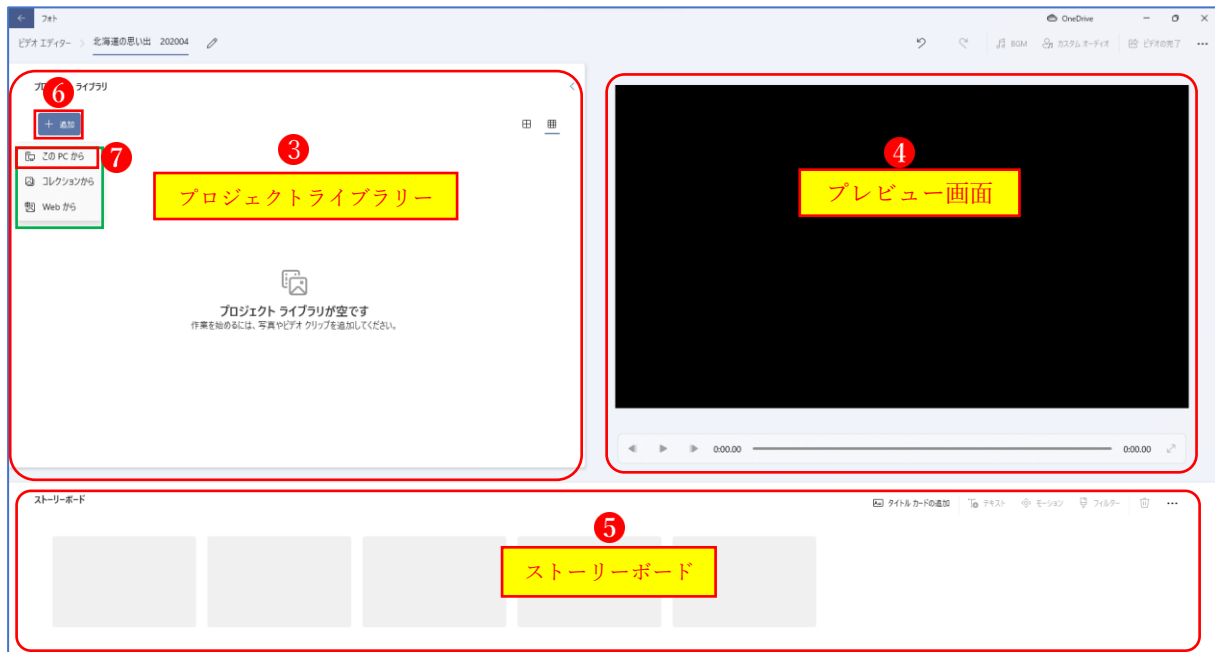 フォト
OneDrive
ビデオ エディター
北海道の思い出 202004
BGM
カスタム オーディオ
ビデオの完了
ライブラリ
6
+ 追加
この PC から
7
コレクションから
Web から
3
プロジェクトライブラリー
プロジェクト ライブラリが空です
作業を始めるには、写真やビデオ クリップを追加してください。
4
プレビュー画面
0:00.00
0:00.00
ストーリーボード
タイトル カードの追加
テキスト
モーション
フィルター
5
ストーリーボード